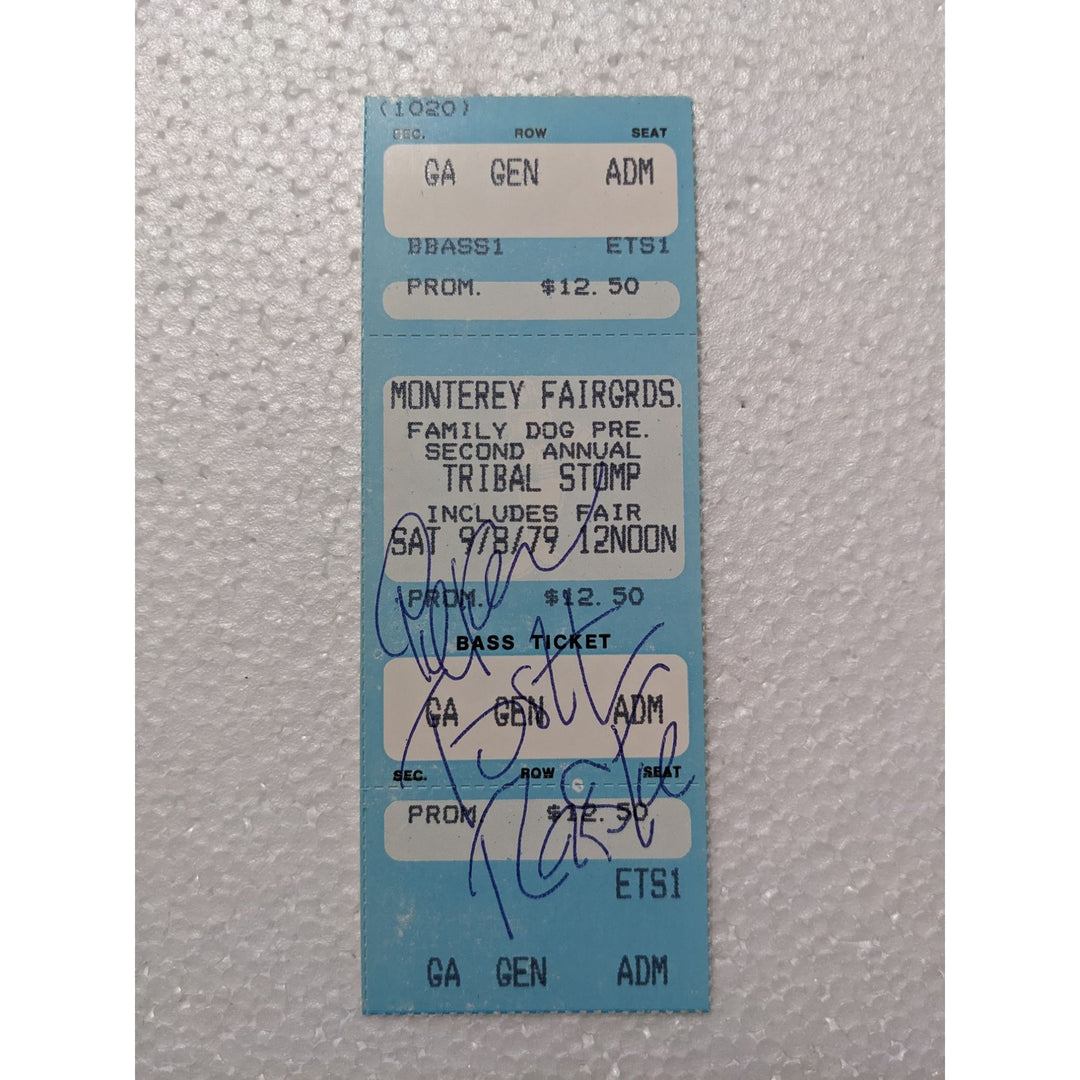 (1020)
SEC. ROW SEAT
GA GEN ADM
BBASS1 ETS1
PROM. $12.50
MONTEREY FAIRGRDS.
FAMILY DOG PRE.
SECOND ANNUAL
TRIBAL STOMP
INCLUDES FAIR
SAT 9/8/79 12NOON
PROM. $12.50
BASS TICKET
GA GEN ADM
SEC. ROW SEAT
PROM $12.50
ETS1
GA GEN ADM
Peter
Tosh